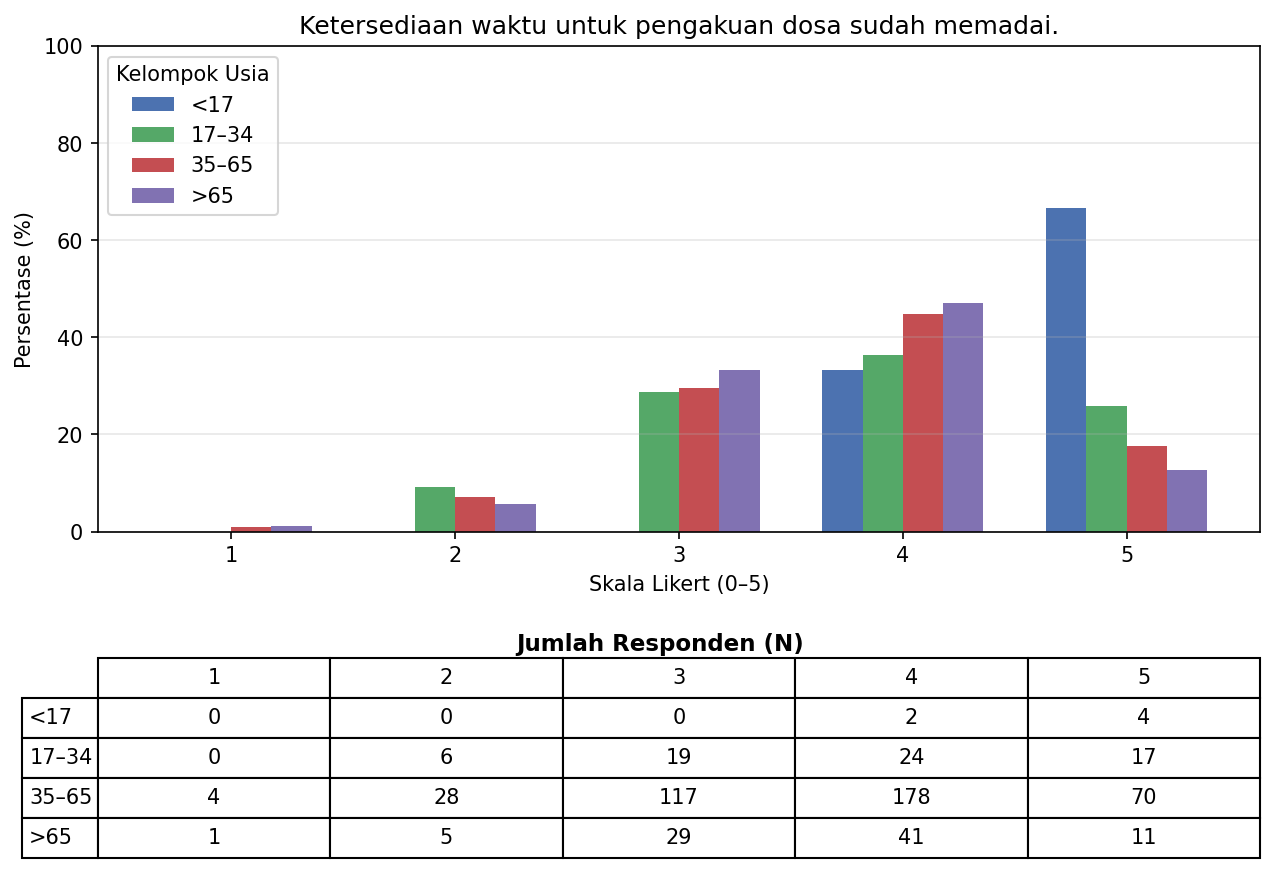 Ketersediaan waktu untuk pengakuan dosa sudah memadai.
Persentase (%)
100
80
60
40
20
0
Kelompok Usia
<17
17–34
35–65
>65
1 2 3 4 5
Skala Likert (0–5)
Jumlah Responden (N)
1 2 3 4 5
<17 0 0 0 2 4
17–34 0 6 19 24 17
35–65 4 28 117 178 70
>65 1 5 29 41 11